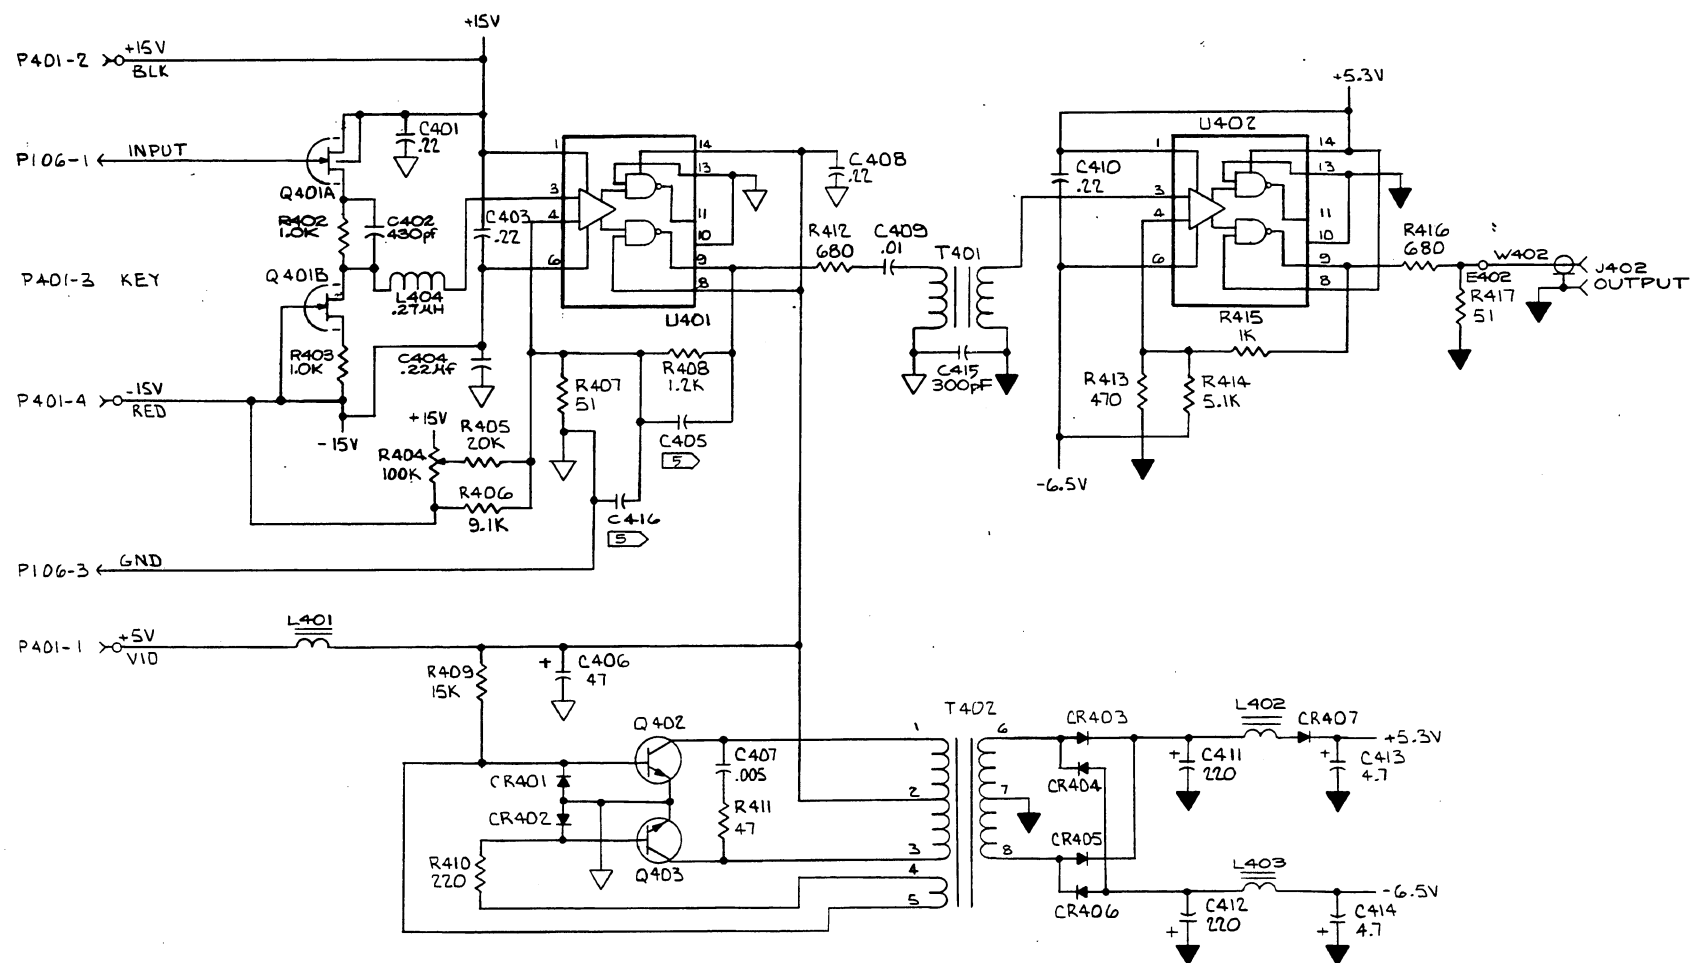 +15V
P401-2
+15V
BLK
P106-1
INPUT
C401
.22
Q401A
R402
1.0K
C402
430pf
Q401B
P401-3 KEY
L404
.27µH
R403
1.0K
P401-4
-15V
RED
-15V
C403
.22
C404
.22µf
1
3
4
6
14
13
11
10
9
8
U401
C408
.22
R412
680
C409
.01
T401
C415
300pF
+15V
R404
100K
R405
20K
R406
9.1K
R407
51
R408
1.2K
C405
5
C416
5
P106-3
GND
+5.3V
U402
C410
.22
1
3
4
6
14
13
11
10
9
8
R415
1K
R413
470
R414
5.1K
-6.5V
R416
680
W402
E402
R417
51
J402
OUTPUT
P401-1
+5V
VIO
L401
R409
15K
+
C406
47
Q402
CR401
CR402
Q403
R410
220
C407
.005
R411
47
T402
1
2
3
4
5
6
7
8
CR403
CR404
CR405
CR406
+
C411
220
L402
CR407
+
C413
4.7
+5.3V
L403
C412
220
+
C414
4.7
+
-6.5V